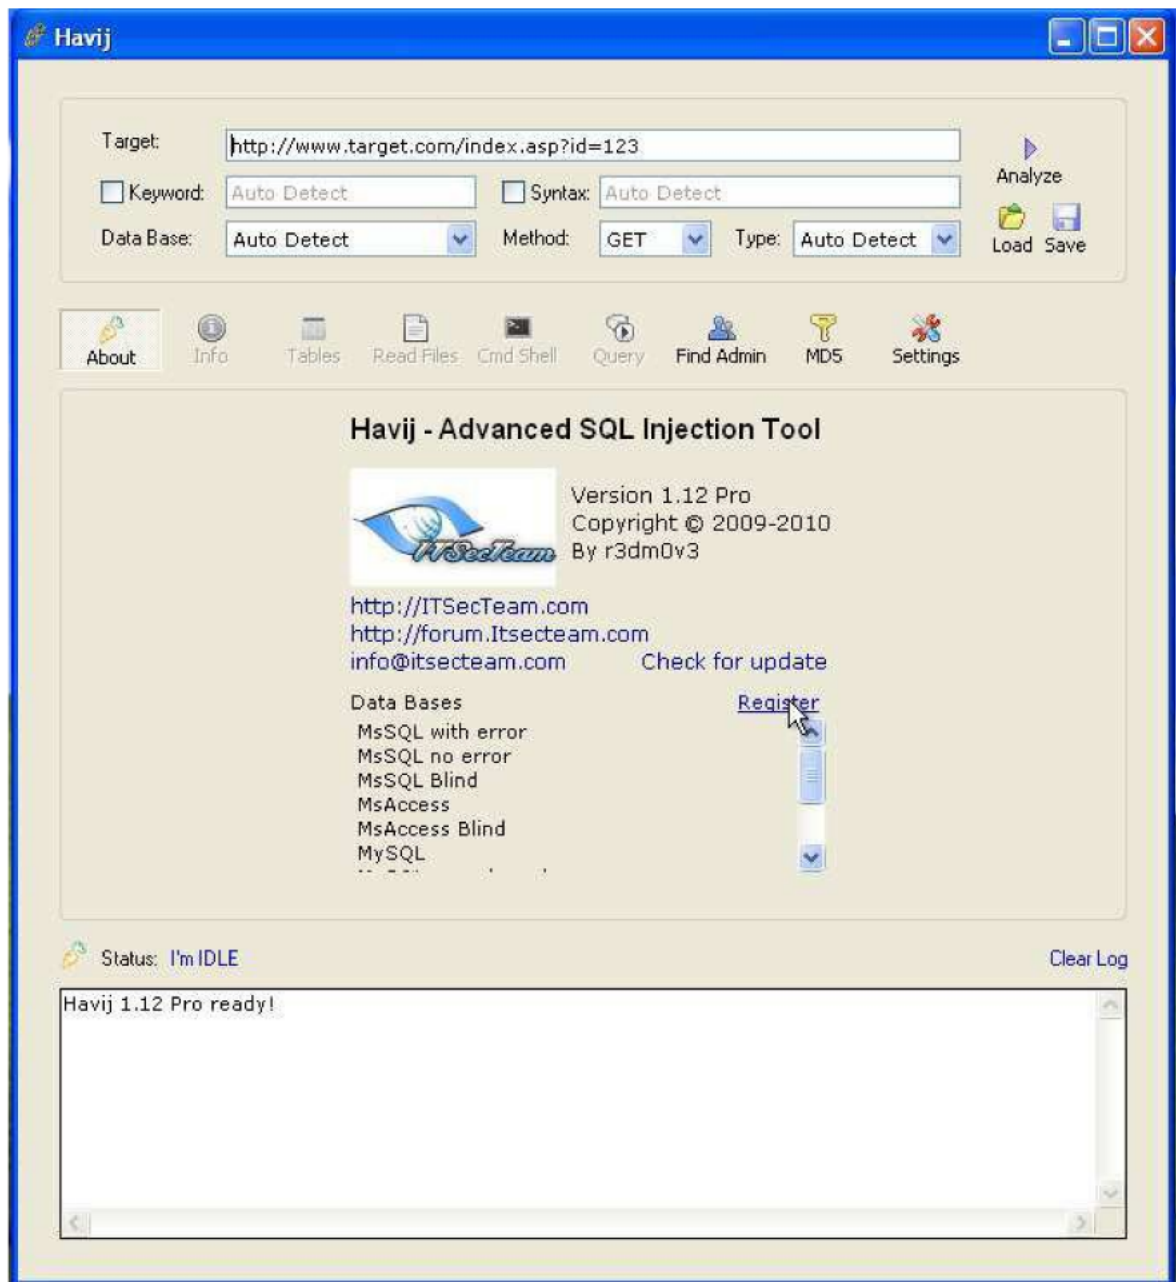 Havij
Target: http://www.target.com/index.asp?id=123
Analyze
Keyword: Auto Detect Syntax: Auto Detect
Data Base: Auto Detect Method: GET Type: Auto Detect
Load Save
About Info Tables Read Files Cmd Shell Query Find Admin MD5 Settings
Havij - Advanced SQL Injection Tool
ITSecTeam
Version 1.12 Pro
Copyright © 2009-2010
By r3dm0v3
http://ITSecTeam.com
http://forum.Itsecteam.com
info@itsecteam.com Check for update
Data Bases Register
MsSQL with error
MsSQL no error
MsSQL Blind
MsAccess
MsAccess Blind
MySQL
Status: I'm IDLE Clear Log
Havij 1.12 Pro ready!